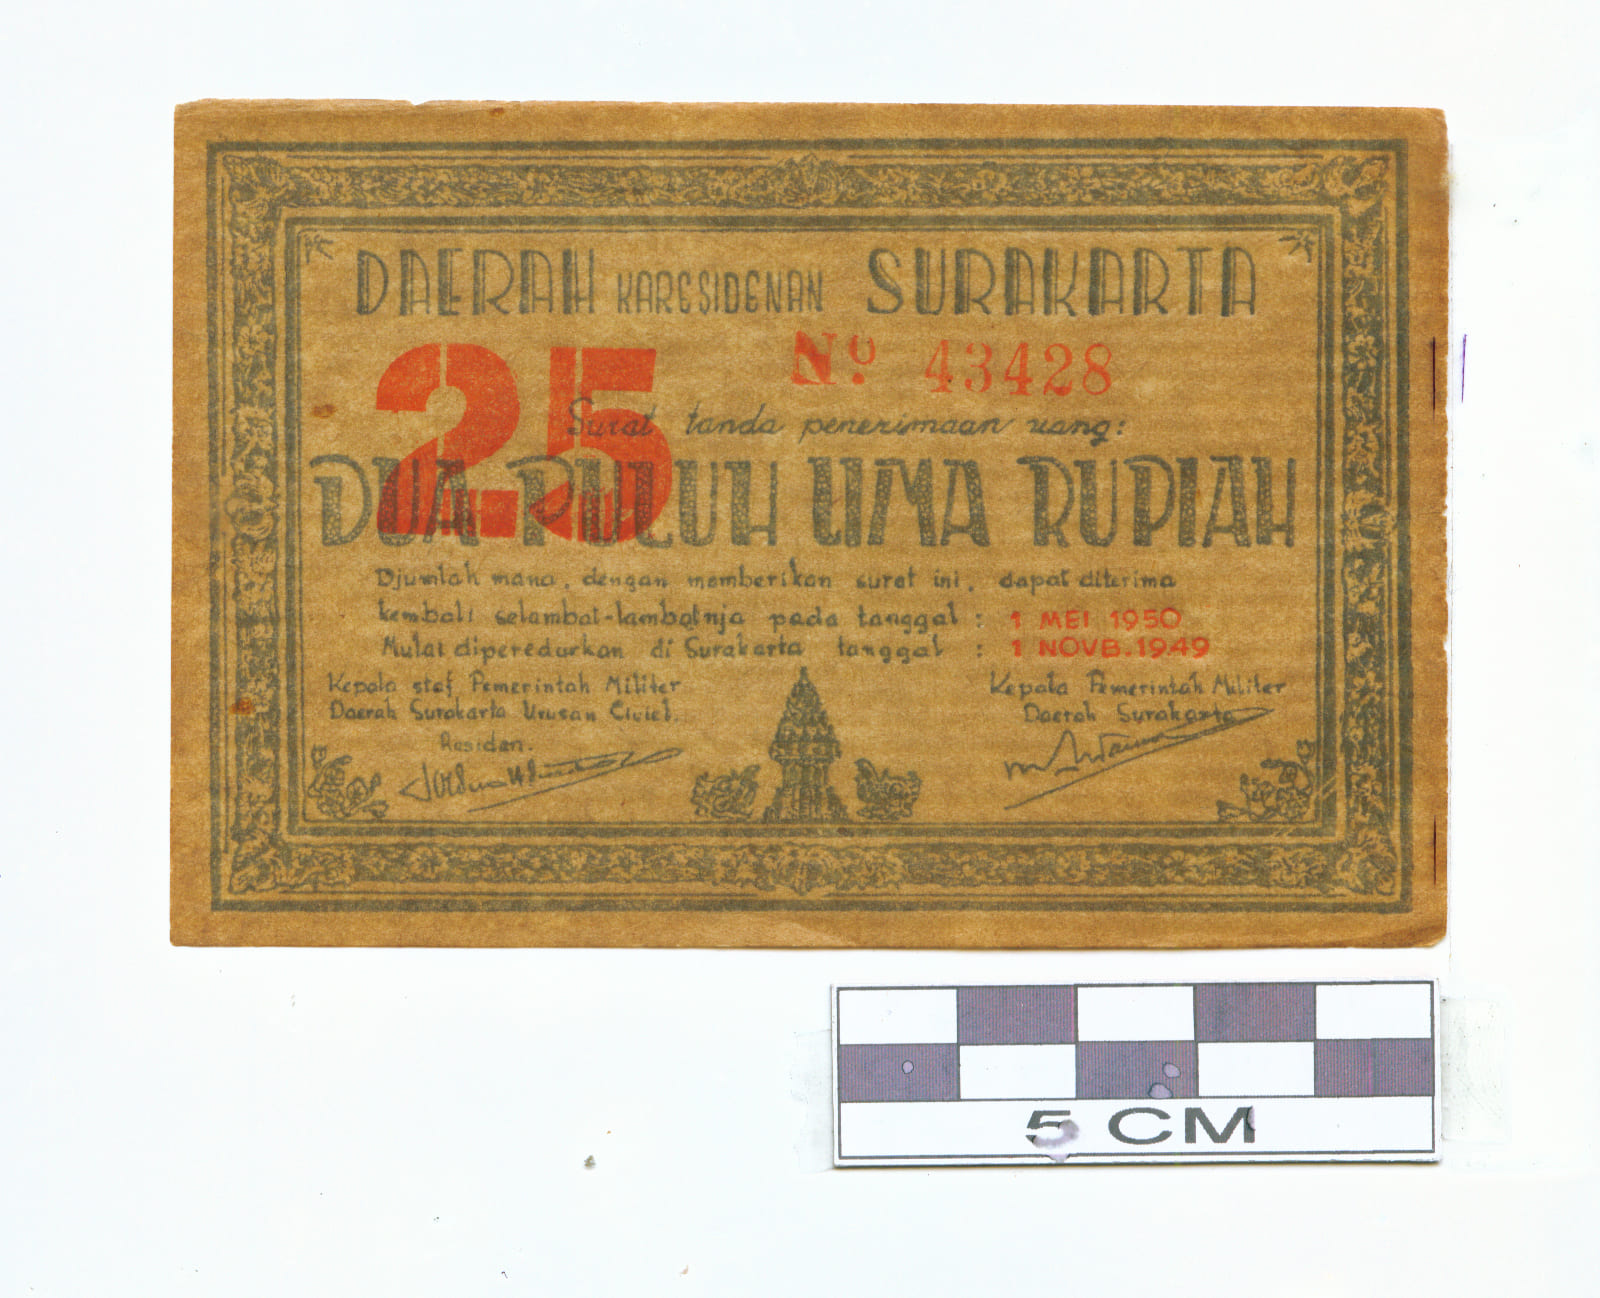 DAERAH KARESIDENAN SURAKARTA
25
No. 43428
Surat tanda penerimaan uang:
DUA PULUH LIMA RUPIAH
Djumlah mana, dengan memberikan surat ini, dapat diterima
kembali selambat-lambatnja pada tanggal : 1 MEI 1950
Mulai diperedarkan di Surakarta tanggal : 1 NOVB. 1949
Kepala staf Pemerintah Militer
Daerah Surakarta Urusan Civiel.
Residen.
Kepala Pemerintah Militer
Daerah Surakarta
5 CM